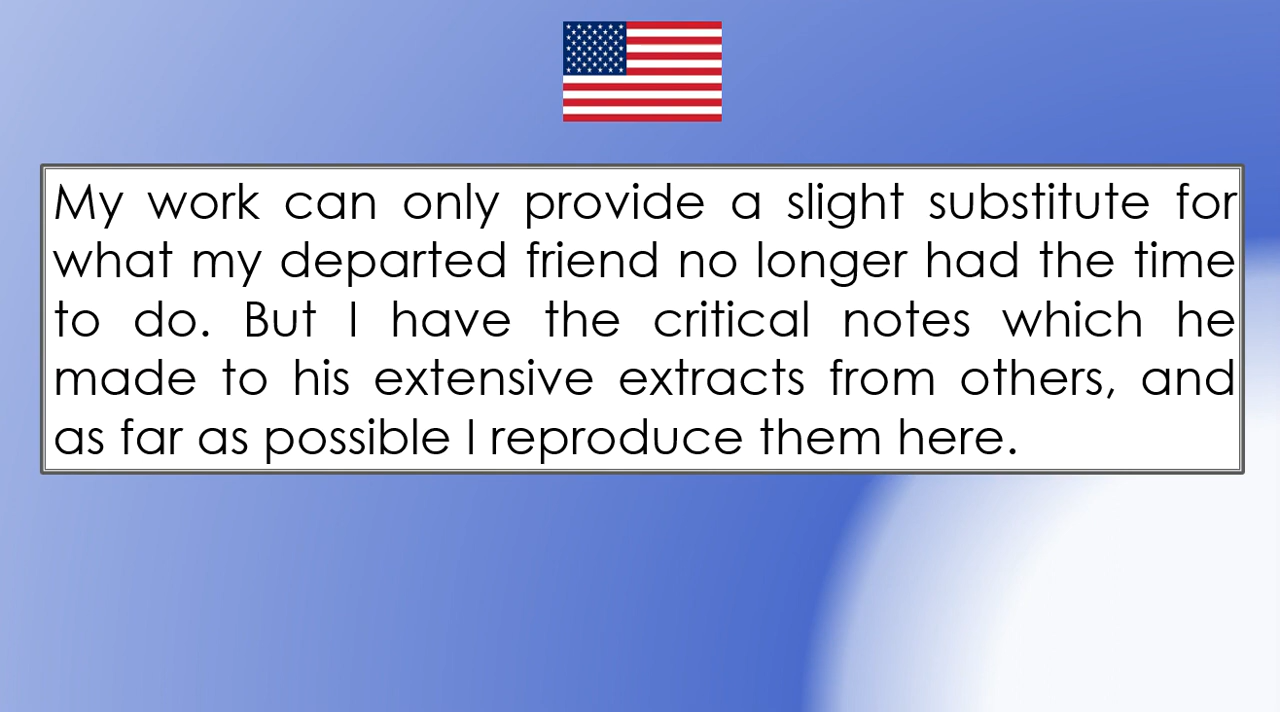 My work can only provide a slight substitute for
what my departed friend no longer had the time
to do. But I have the critical notes which he
made to his extensive extracts from others, and
as far as possible I reproduce them here.